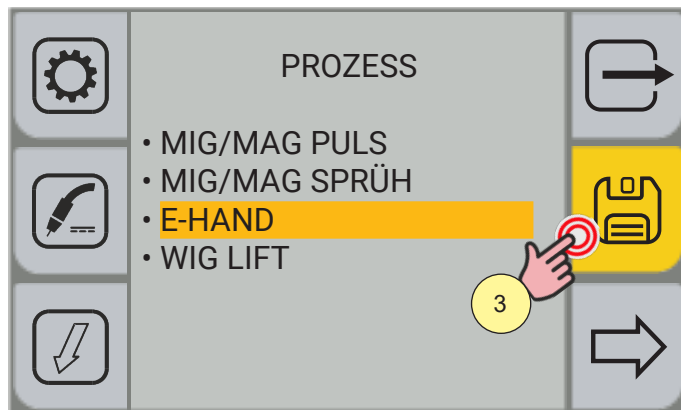 PROZESS
• MIG/MAG PULS
• MIG/MAG SPRÜH
• E-HAND
• WIG LIFT
3